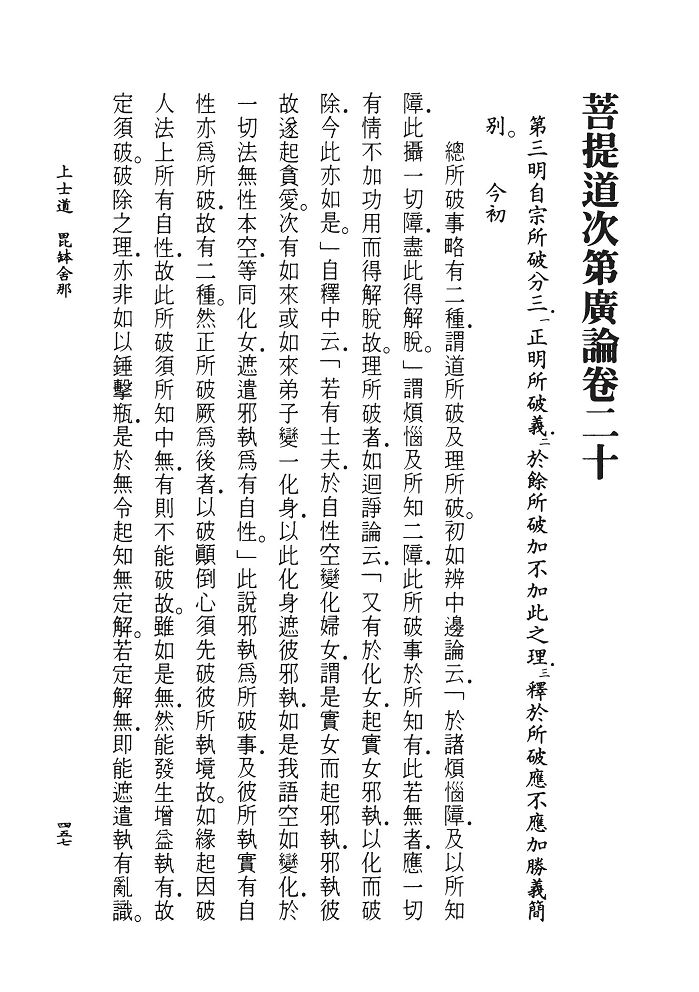 菩提道次第廣論卷二十
第三明自宗所破分三．一正明所破義．二於餘所破加不加此之理．三釋於所破應不應加勝義簡
別。　今初
總所破事略有二種．謂道所破及理所破。初如辨中邊論云．「於諸煩惱障．及以所知
障．此攝一切障．盡此得解脫。」謂煩惱及所知二障．此所破事於所知有．此若無者．應一切
有情不加功用而得解脫故。理所破者．如迴諍論云．「又有於化女．起實女邪執．以化而破
除．今此亦如是。」自釋中云．「若有士夫．於自性空變化婦女．謂是實女而起邪執．邪執彼
故遂起貪愛。次有如來或如來弟子變一化身．以此化身遮彼邪執．如是我語空如變化．於
一切法無性本空．等同化女．遮遣邪執為有自性。」此說邪執為所破事．及彼所執實有自
性亦為所破．故有二種。然正所破厥為後者．以破顚倒心須先破彼所執境故。如緣起因破
人法上所有自性．故此所破須所知中無．有則不能破故。雖如是無．然能發生增益執有．故
定須破。破除之理．亦非如以錘擊瓶．是於無令起知無定解。若定解無．即能遮遣執有亂識。
上士道　毘鉢舍那
四五七